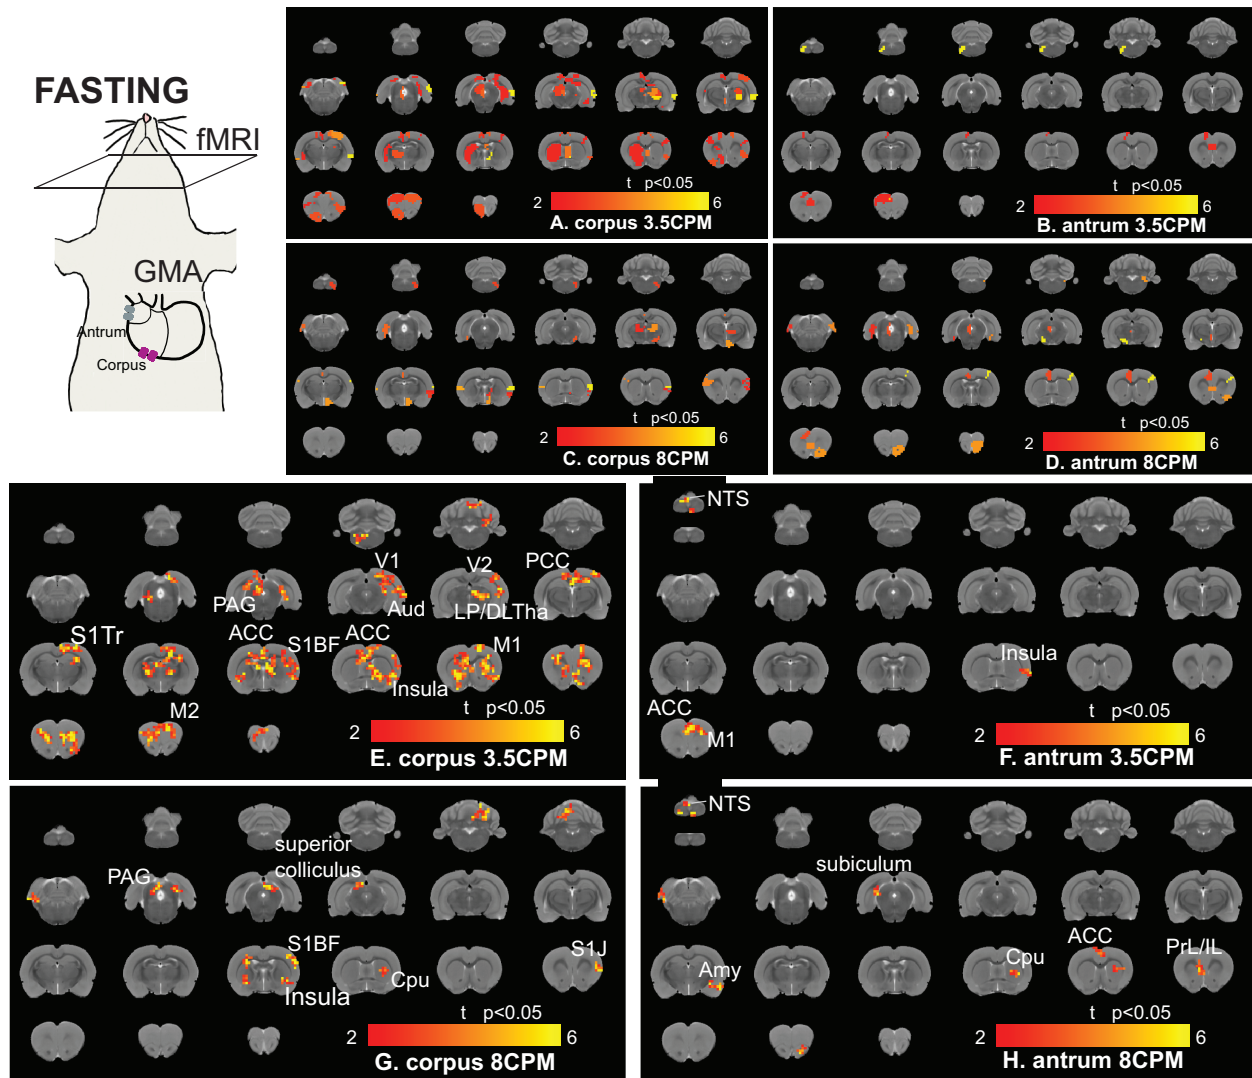 FASTING
fMRI
GMA
Antrum
Corpus
t p<0.05
2 6
A. corpus 3.5CPM
t p<0.05
2 6
B. antrum 3.5CPM
t p<0.05
2 6
C. corpus 8CPM
t p<0.05
2 6
D. antrum 8CPM
V1 V2 PCC
PAG Aud LP/DLTha
S1Tr ACC S1BF ACC M1
Insula
M2
t p<0.05
2 6
E. corpus 3.5CPM
NTS
Insula
ACC
M1
t p<0.05
2 6
F. antrum 3.5CPM
superior
colliculus
PAG
S1BF S1J
Insula Cpu
t p<0.05
2 6
G. corpus 8CPM
NTS
subiculum
ACC PrL/IL
Amy Cpu
t p<0.05
2 6
H. antrum 8CPM